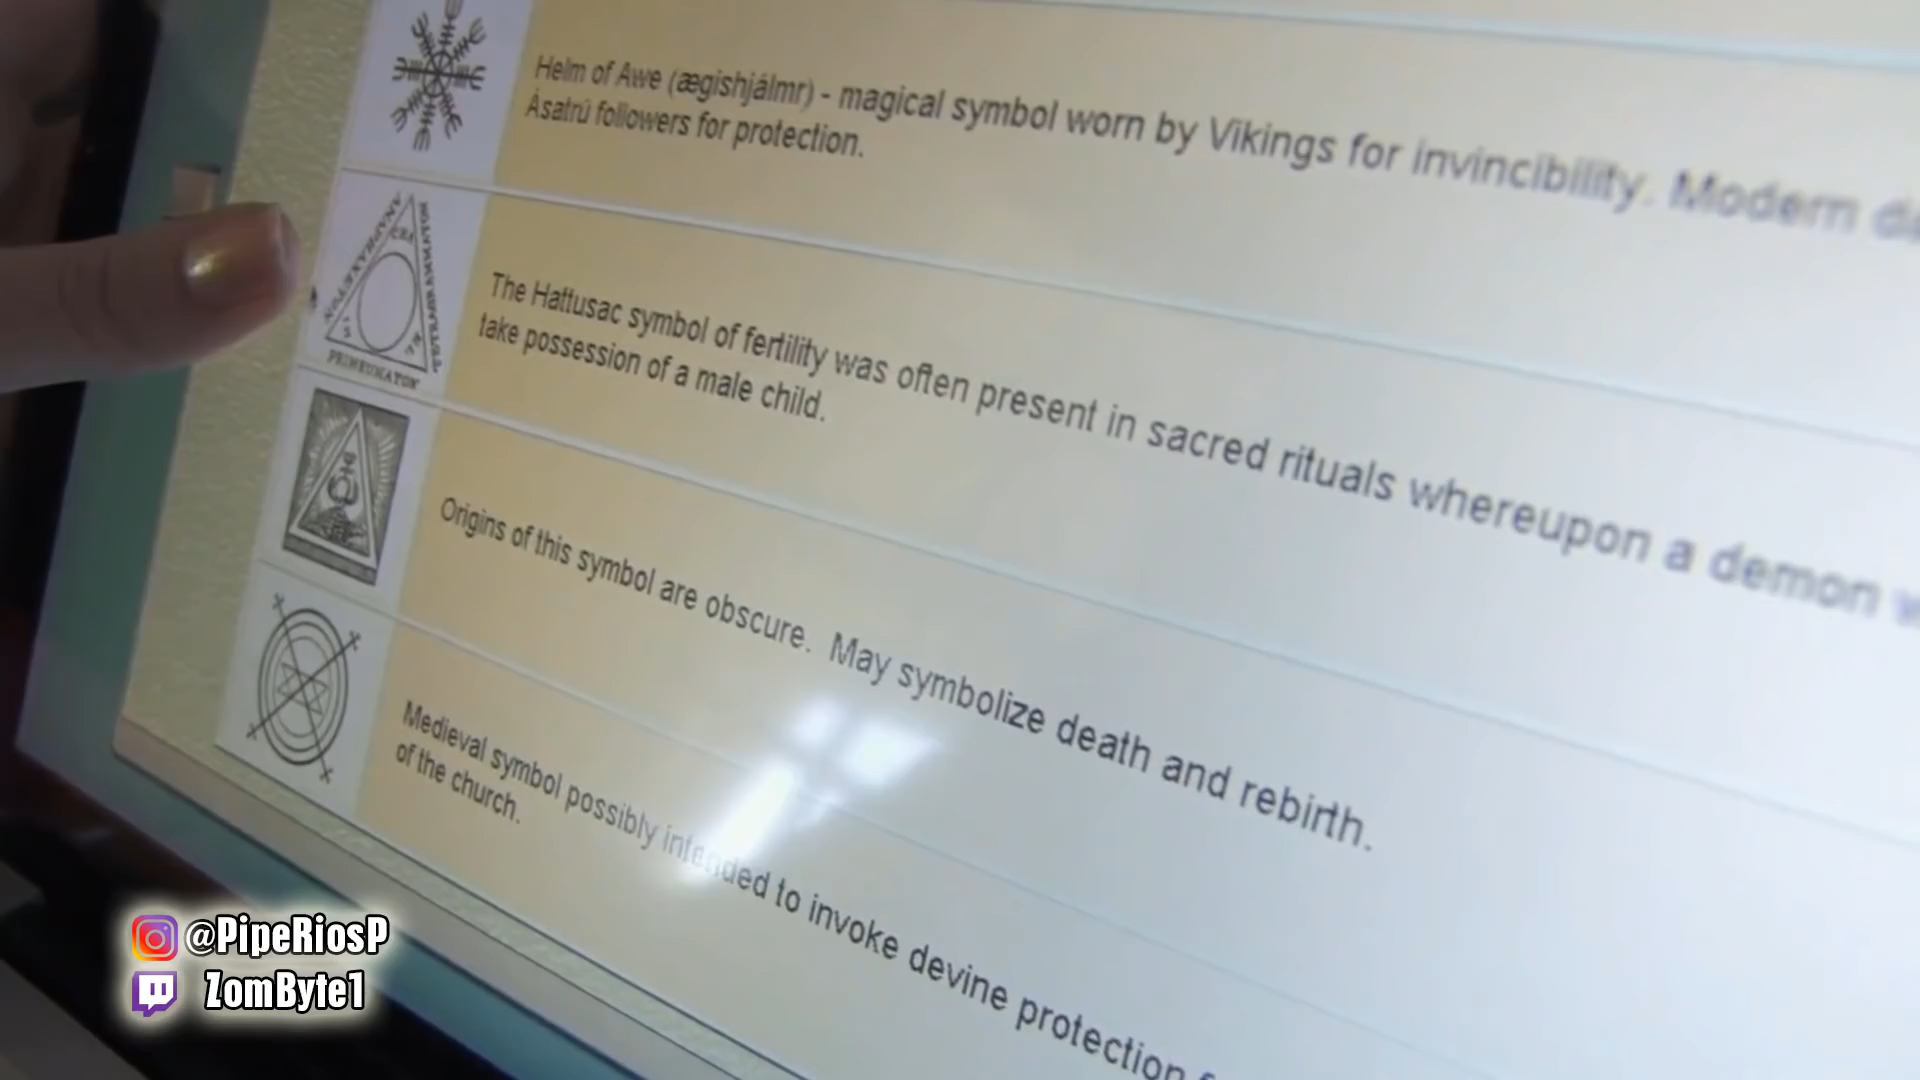 Helm of Awe (ægishjálmr) - magical symbol worn by Vikings for invincibility. Modern
Ásatrú followers for protection.
ANAPHAXETON
TETRAGRAMMATON
PRIMEUMATON
The Hattusac symbol of fertility was often present in sacred rituals whereupon a demon
take possession of a male child.
Origins of this symbol are obscure. May symbolize death and rebirth.
Medieval symbol possibly intended to invoke devine protection
of the church.
@PipeRiosP
ZomByte1